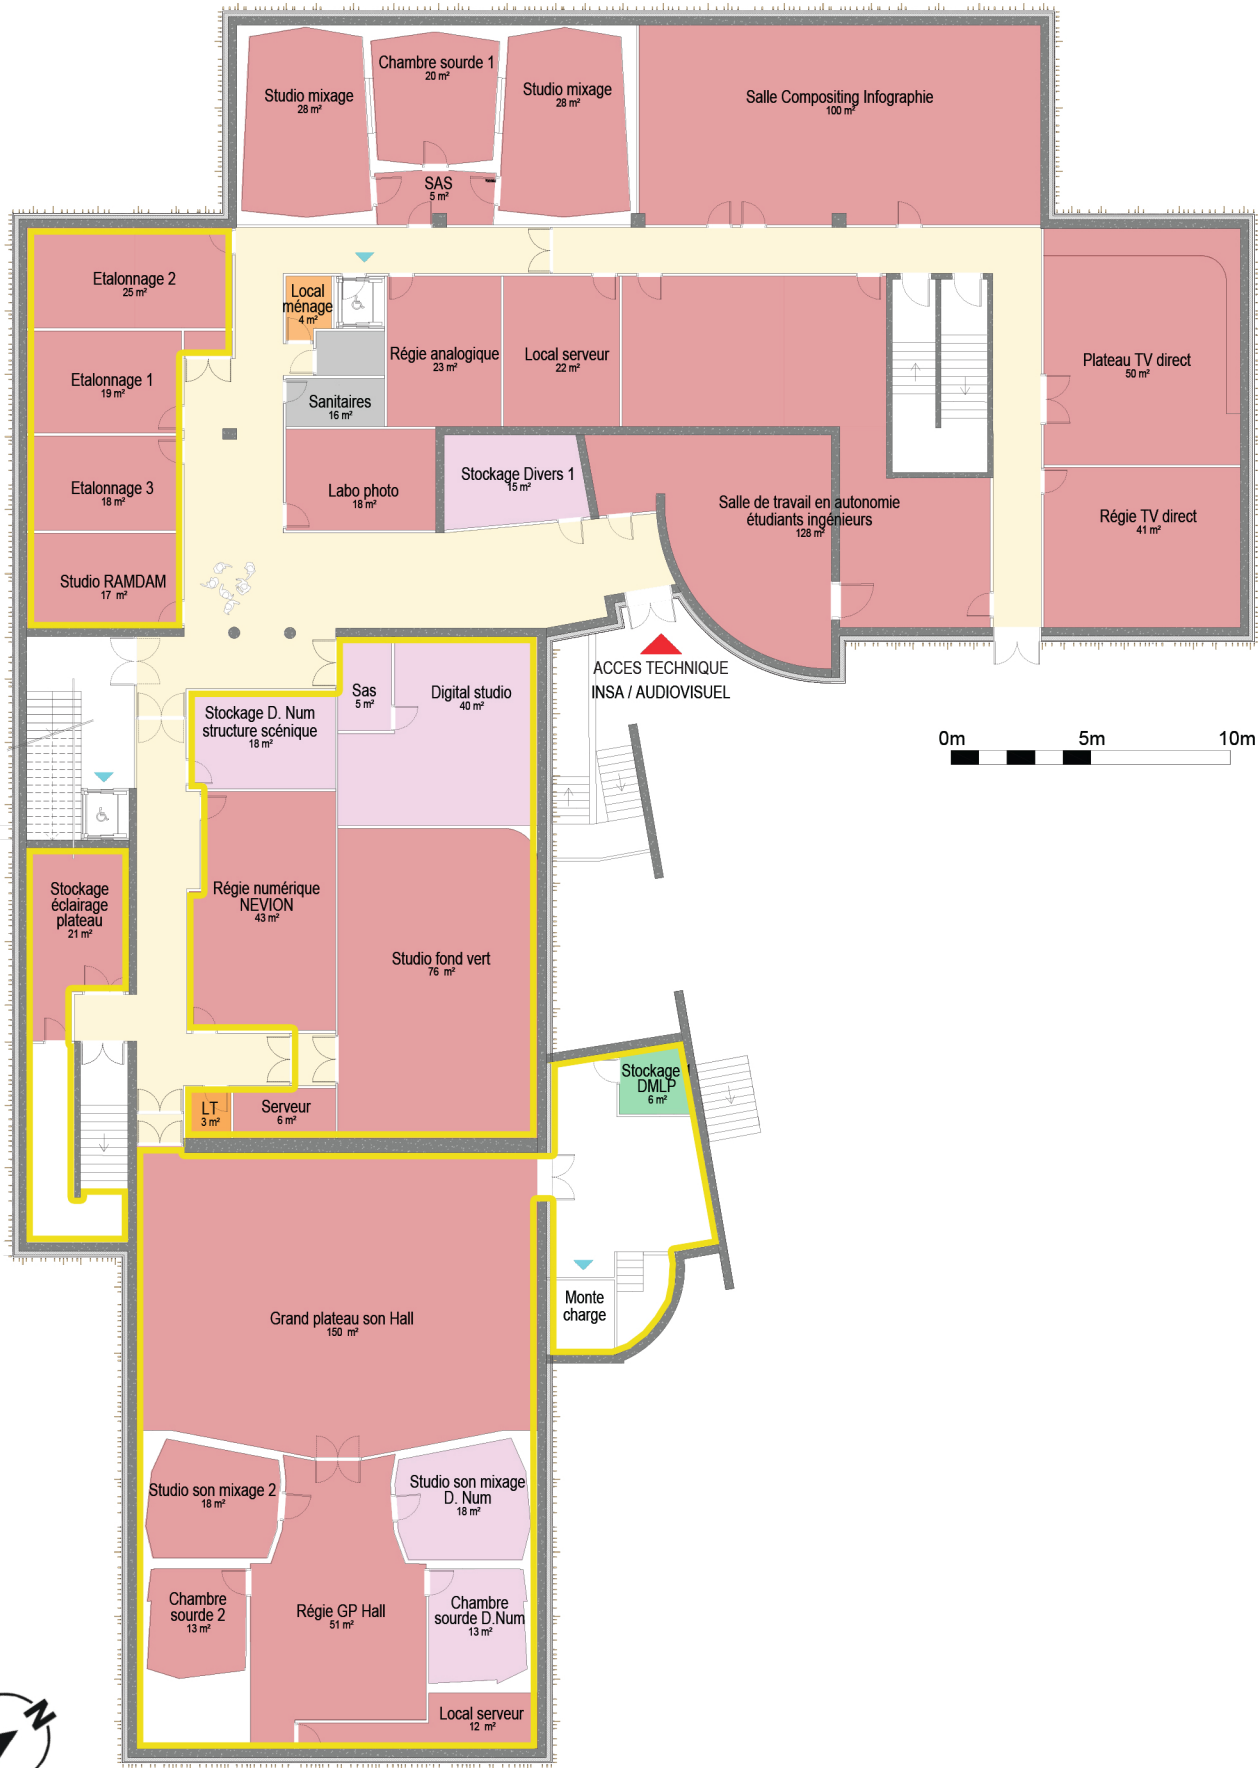 Studio mixage
28 m²
Chambre sourde 1
20 m²
Studio mixage
28 m²
Salle Compositing Infographie
100 m²
SAS
5 m²
Etalonnage 2
25 m²
Local
ménage
4 m²
Régie analogique
23 m²
Local serveur
22 m²
Plateau TV direct
50 m²
Etalonnage 1
19 m²
Sanitaires
16 m²
Etalonnage 3
18 m²
Labo photo
18 m²
Stockage Divers 1
15 m²
Salle de travail en autonomie
étudiants ingénieurs
128 m²
Régie TV direct
41 m²
Studio RAMDAM
17 m²
ACCES TECHNIQUE
INSA / AUDIOVISUEL
Sas
5 m²
Digital studio
40 m²
Stockage D. Num
structure scénique
18 m²
0m 5m 10m
Stockage
éclairage
plateau
21 m²
Régie numérique
NEVION
43 m²
Studio fond vert
76 m²
Stockage 1
DMLP
6 m²
LT
3 m²
Serveur
6 m²
Monte
charge
Grand plateau son Hall
150 m²
Studio son mixage 2
18 m²
Studio son mixage
D. Num
18 m²
Chambre
sourde 2
13 m²
Régie GP Hall
51 m²
Chambre
sourde D.Num
13 m²
Local serveur
12 m²
N